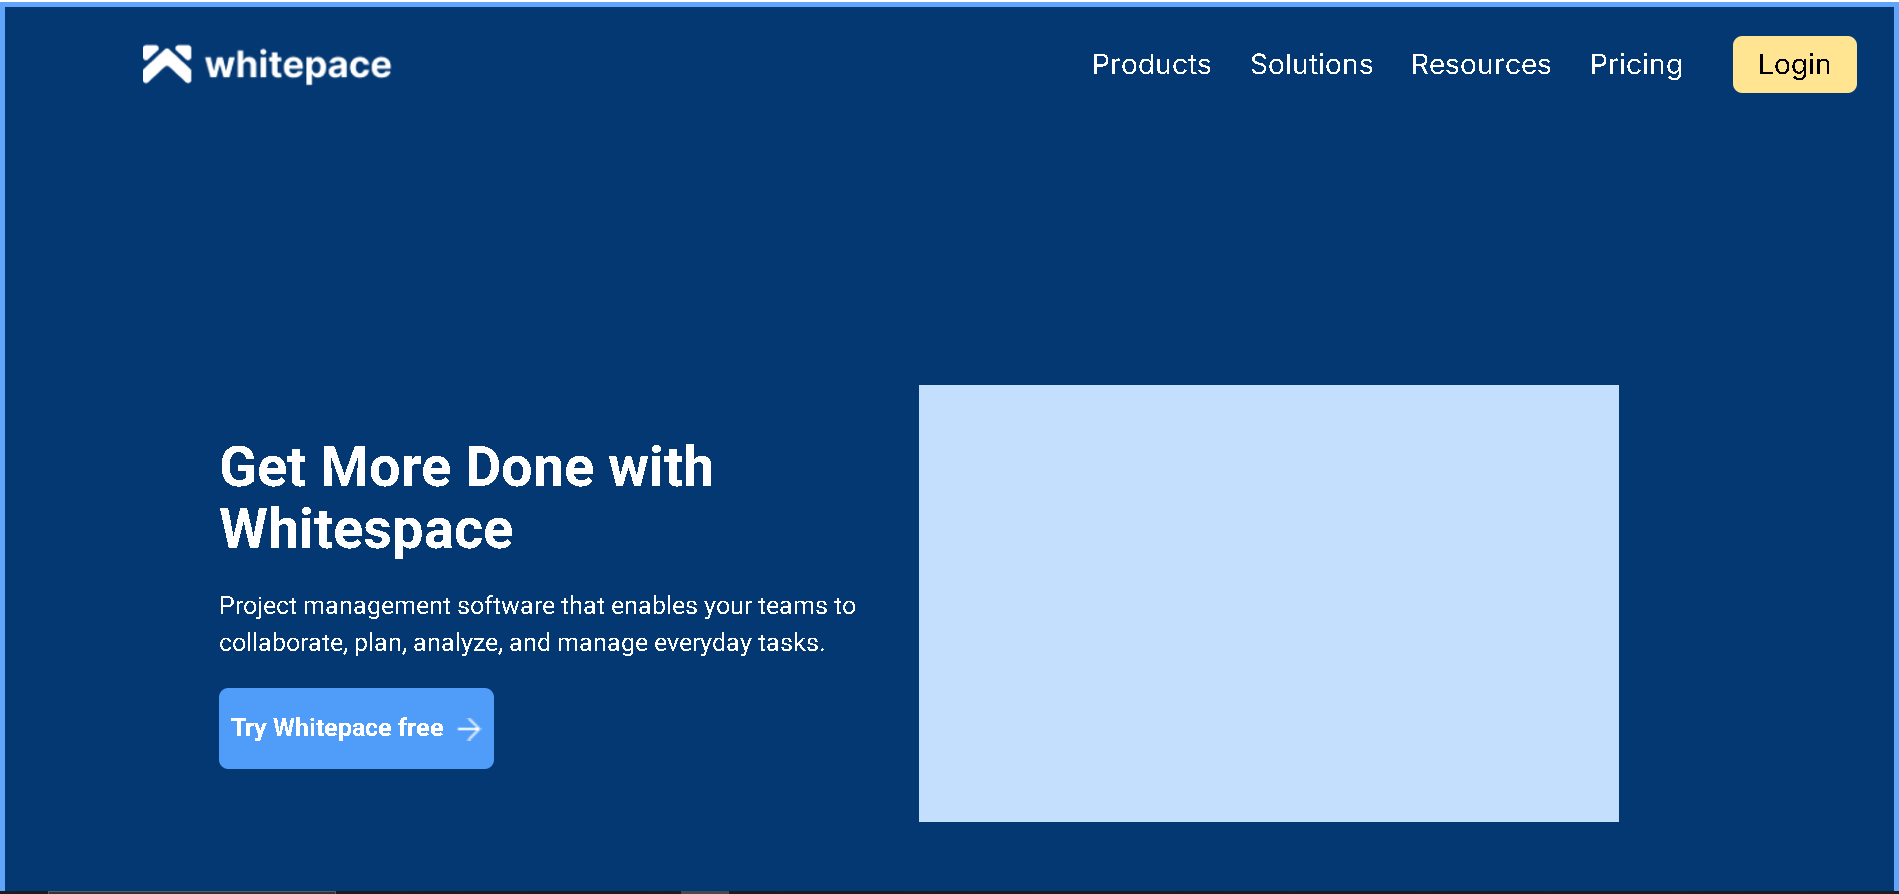 whitepace
Products Solutions Resources Pricing Login
Get More Done with
Whitespace
Project management software that enables your teams to
collaborate, plan, analyze, and manage everyday tasks.
Try Whitepace free →